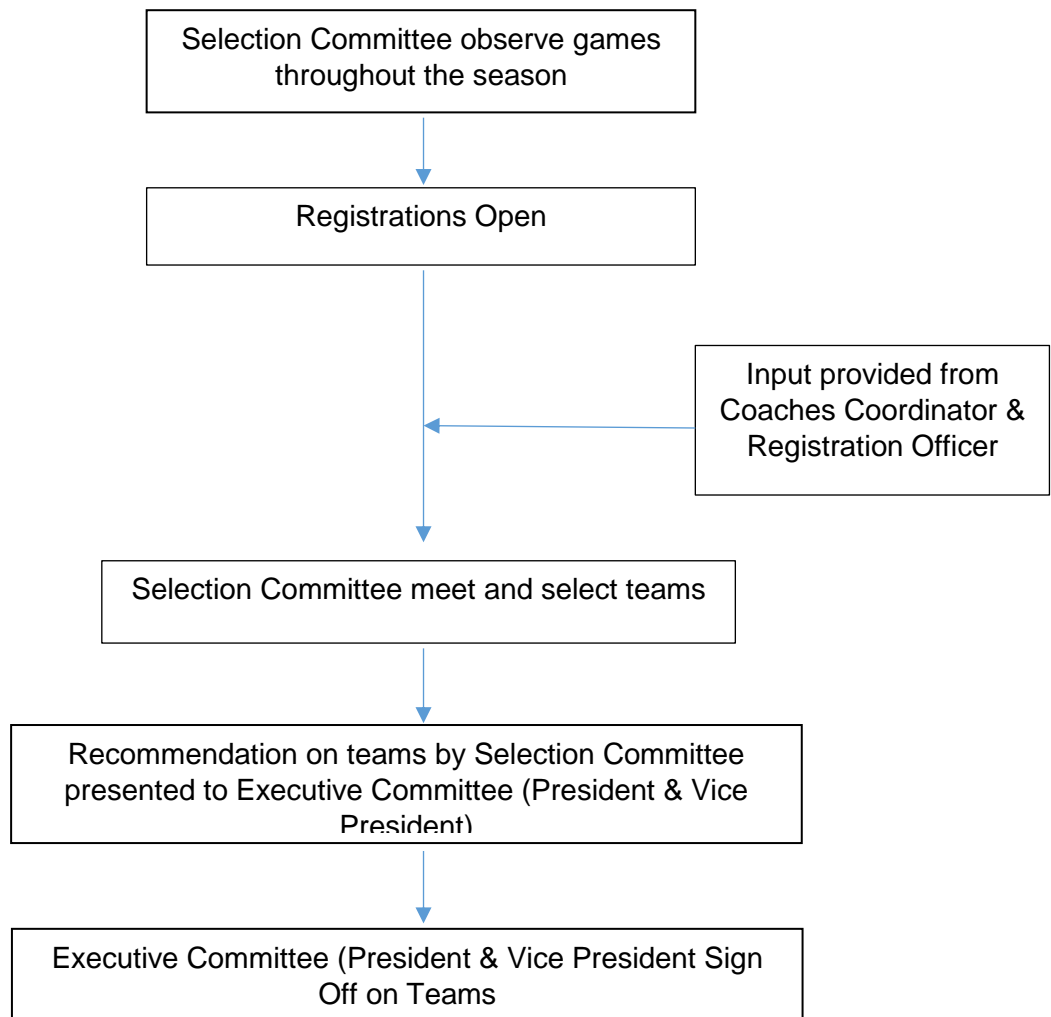 Selection Committee observe games
throughout the season
Registrations Open
Input provided from
Coaches Coordinator &
Registration Officer
Selection Committee meet and select teams
Recommendation on teams by Selection Committee
presented to Executive Committee (President & Vice
President)
Executive Committee (President & Vice President Sign
Off on Teams